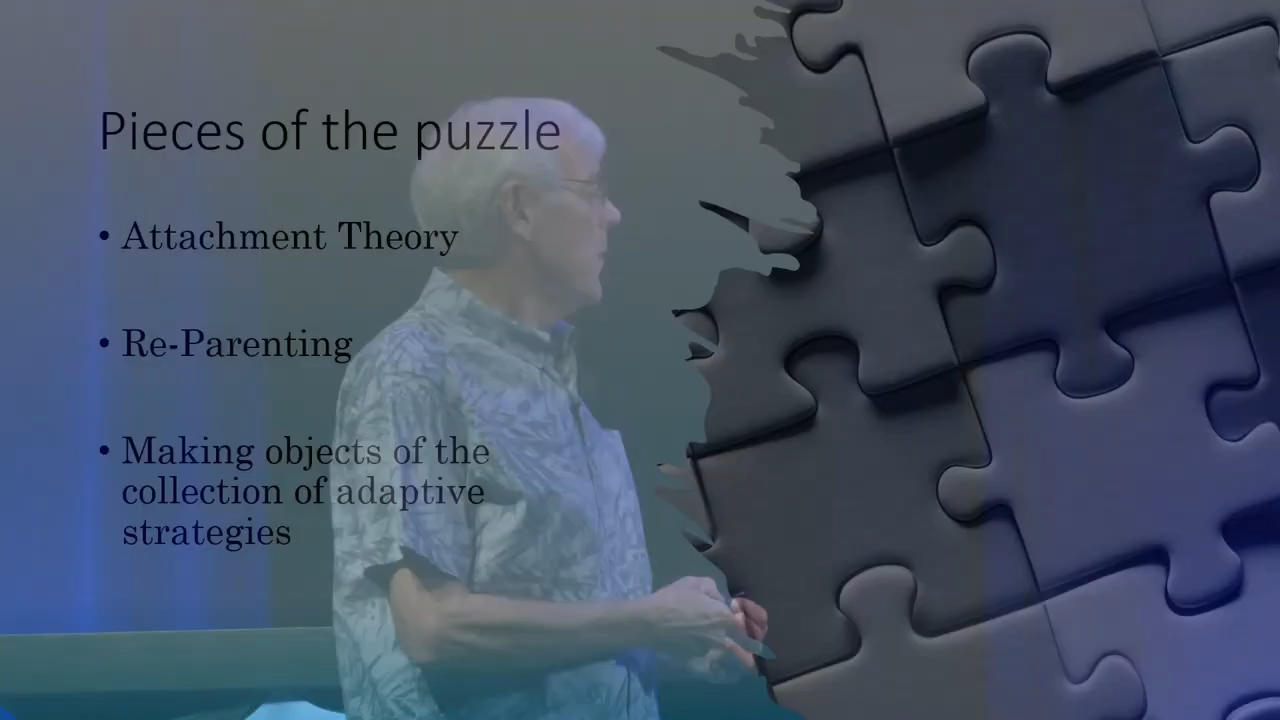 Pieces of the puzzle
• Attachment Theory
• Re-Parenting
• Making objects of the
collection of adaptive
strategies